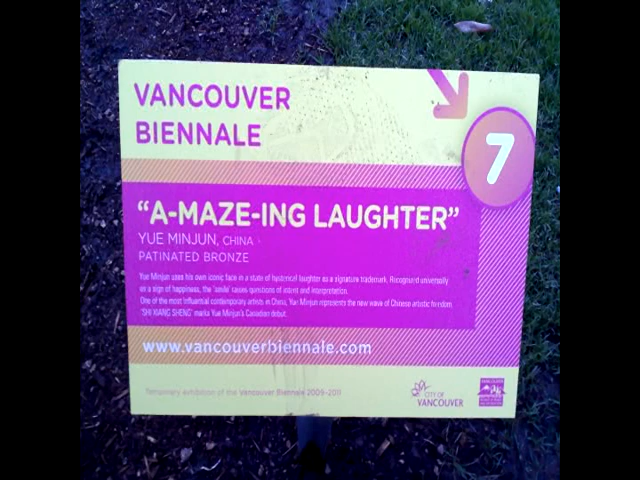 VANCOUVER
BIENNALE
7
"A-MAZE-ING LAUGHTER"
YUE MINJUN, CHINA
PATINATED BRONZE
Yue Minjun uses his own iconic face in a state of hysterical laughter as a signature trademark. Recognized universally
as a sign of happiness, the 'smile' raises questions of intent and interpretation.
One of the most influential contemporary artists in China, Yue Minjun represents the new wave of Chinese artistic freedom.
'SHI XIANG SHENG' marks Yue Minjun's Canadian debut.
www.vancouverbiennale.com
Temporary exhibition of the Vancouver Biennale 2009-2011
CITY OF
VANCOUVER